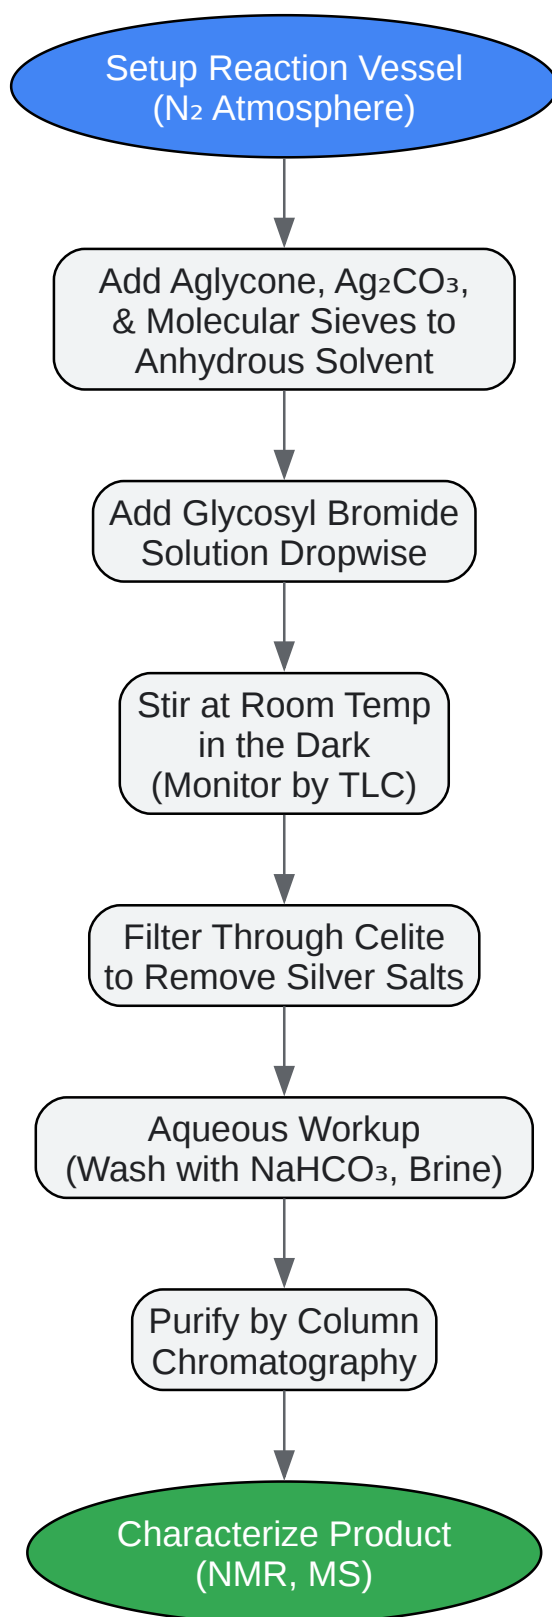 Setup Reaction Vessel
(N₂ Atmosphere)
Add Aglycone, Ag₂CO₃,
& Molecular Sieves to
Anhydrous Solvent
Add Glycosyl Bromide
Solution Dropwise
Stir at Room Temp
in the Dark
(Monitor by TLC)
Filter Through Celite
to Remove Silver Salts
Aqueous Workup
(Wash with NaHCO₃, Brine)
Purify by Column
Chromatography
Characterize Product
(NMR, MS)